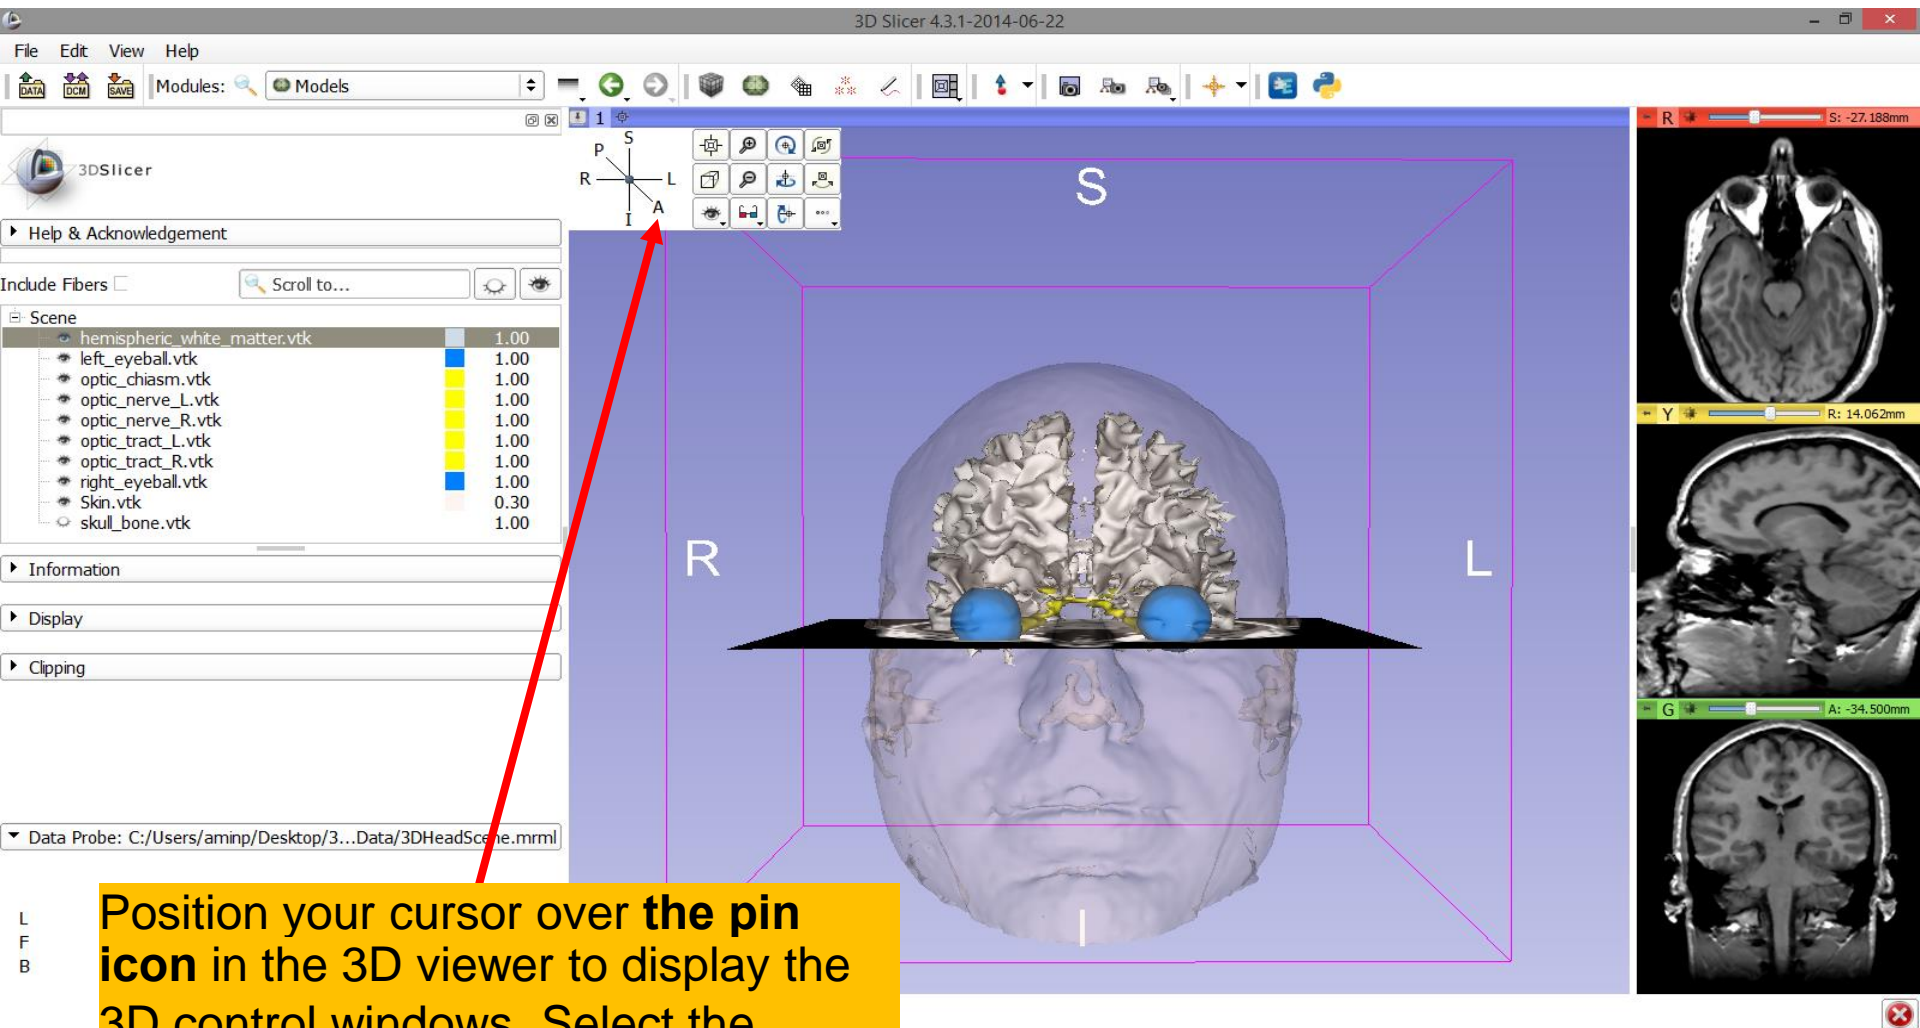 3D Slicer 4.3.1-2014-06-22
File Edit View Help
DATA DCM SAVE Modules: Models
1
3DSlicer
Help & Acknowledgement
Include Fibers Scroll to...
Scene
hemispheric_white_matter.vtk 1.00
left_eyeball.vtk 1.00
optic_chiasm.vtk 1.00
optic_nerve_L.vtk 1.00
optic_nerve_R.vtk 1.00
optic_tract_L.vtk 1.00
optic_tract_R.vtk 1.00
right_eyeball.vtk 1.00
Skin.vtk 0.30
skull_bone.vtk 1.00
Information
Display
Clipping
Data Probe: C:/Users/aminp/Desktop/3...Data/3DHeadScene.mrml
L
F
B
S
P
R L
A
I
S
R L
I
R S: -27.188mm
Y R: 14.062mm
G A: -34.500mm
Position your cursor over the pin
icon in the 3D viewer to display the
3D control windows. Select the